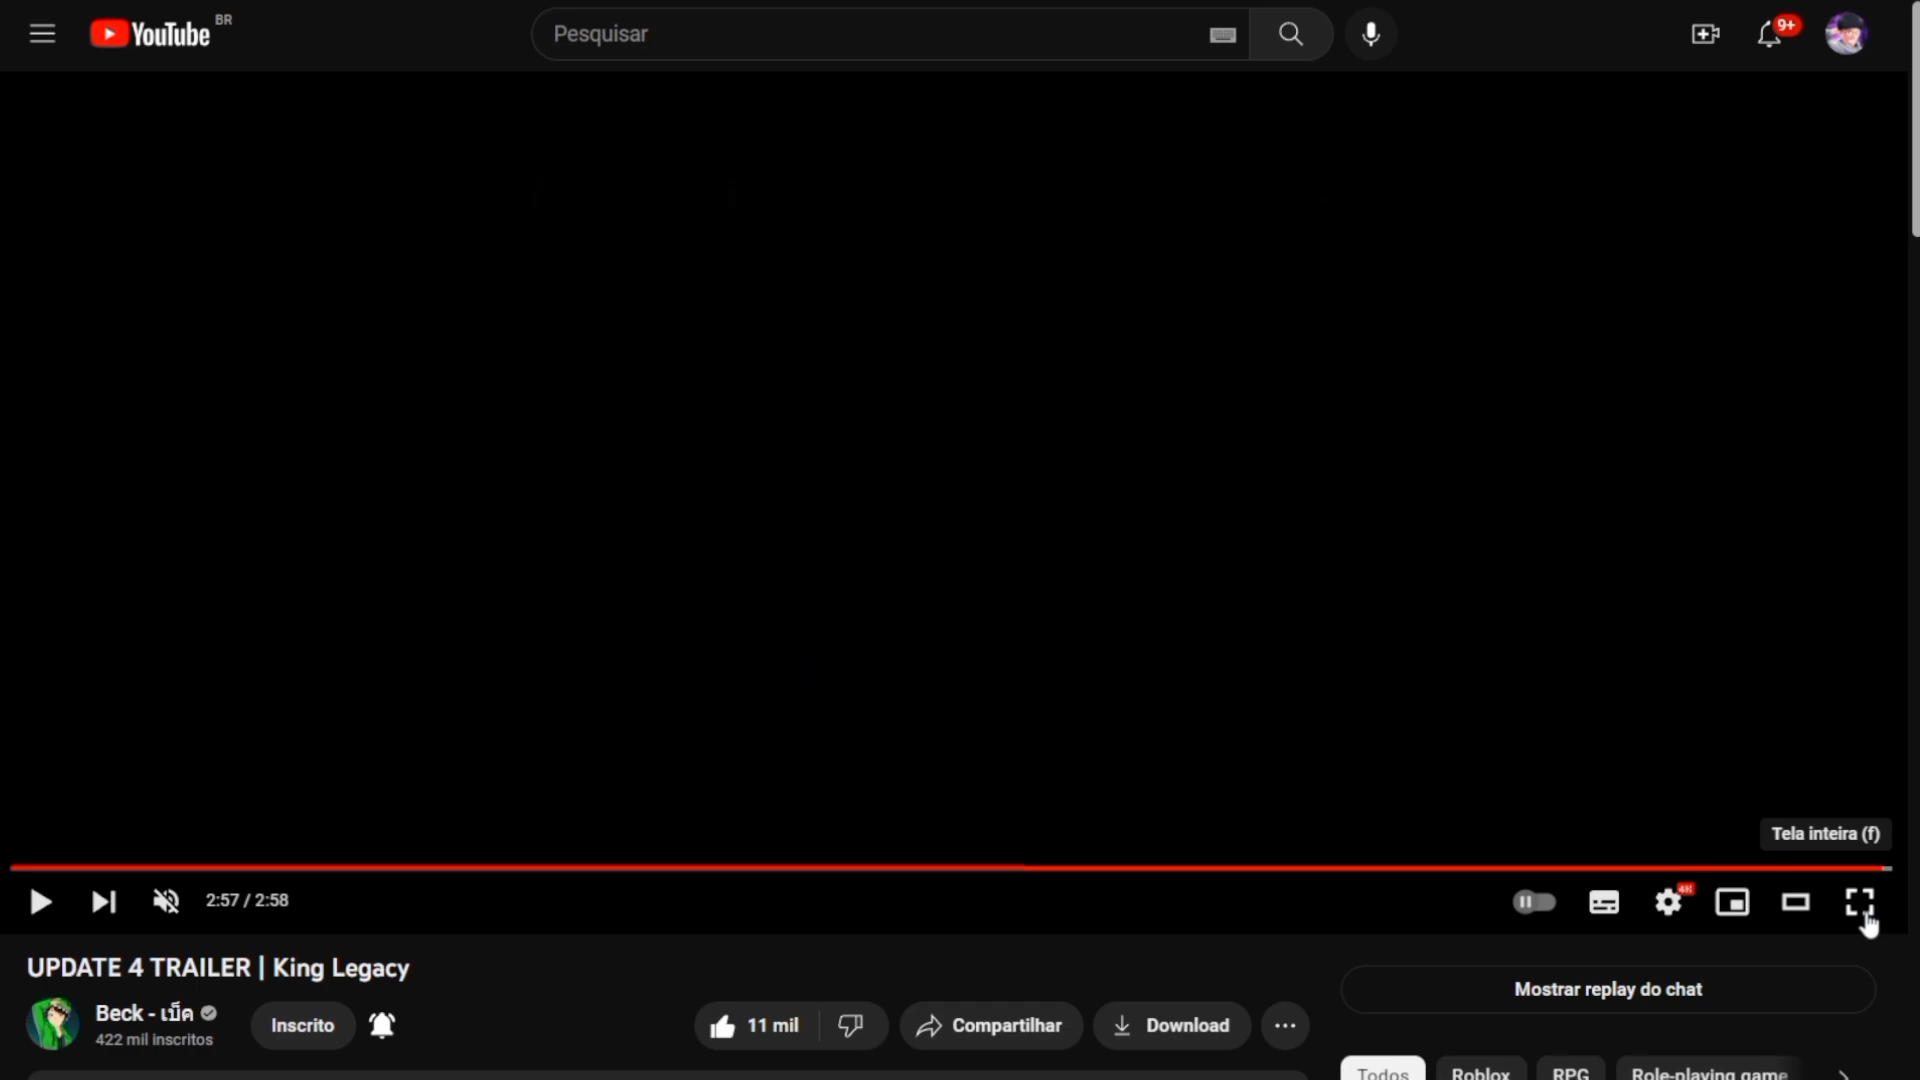 YouTube BR
Pesquisar
9+
Tela inteira (f)
2:57 / 2:58
4K
UPDATE 4 TRAILER | King Legacy
Beck - เบ็ค
422 mil inscritos
Inscrito
11 mil
Compartilhar
Download
Mostrar replay do chat
Todos
Roblox
RPG
Role-playing game